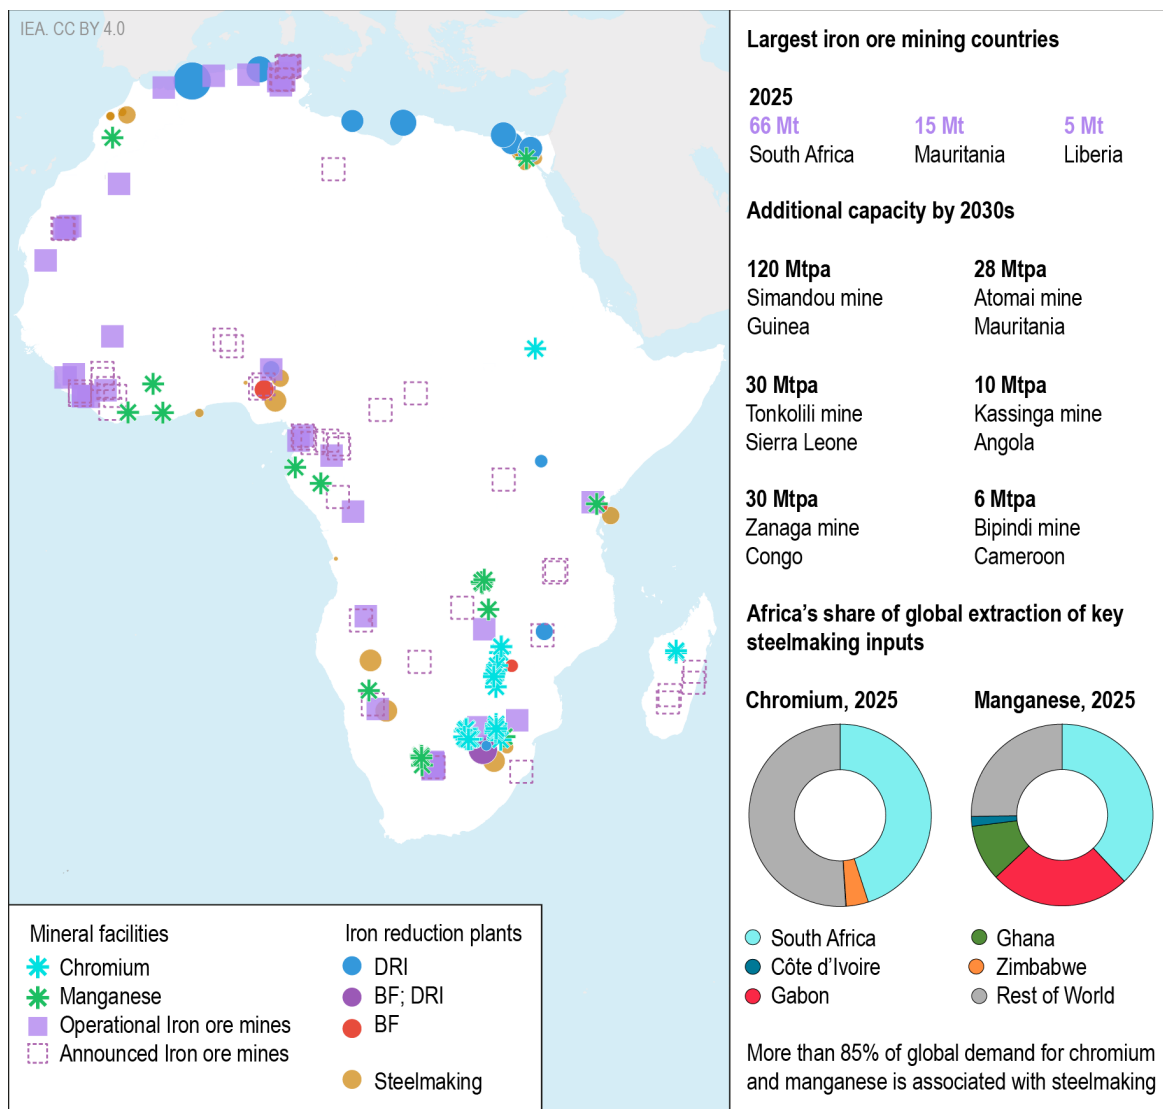 IEA. CC BY 4.0
Largest iron ore mining countries
2025
66 Mt
15 Mt
5 Mt
South Africa
Mauritania
Liberia
Additional capacity by 2030s
120 Mtpa
Simandou mine
Guinea
28 Mtpa
Atomai mine
Mauritania
30 Mtpa
Tonkolili mine
Sierra Leone
10 Mtpa
Kassinga mine
Angola
30 Mtpa
Zanaga mine
Congo
6 Mtpa
Bipindi mine
Cameroon
Africa’s share of global extraction of key
steelmaking inputs
Chromium, 2025
Manganese, 2025
South Africa
Côte d’Ivoire
Gabon
Ghana
Zimbabwe
Rest of World
More than 85% of global demand for chromium
and manganese is associated with steelmaking
Mineral facilities
Chromium
Manganese
Operational Iron ore mines
Announced Iron ore mines
Iron reduction plants
DRI
BF; DRI
BF
Steelmaking